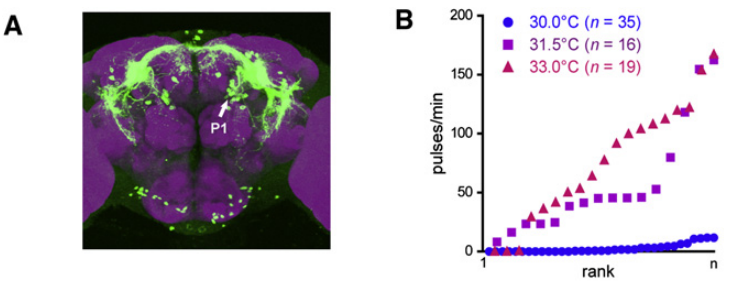 A
P1
B
30.0°C (n = 35)
31.5°C (n = 16)
33.0°C (n = 19)
200
150
100
50
0
pulses/min
1
n
rank